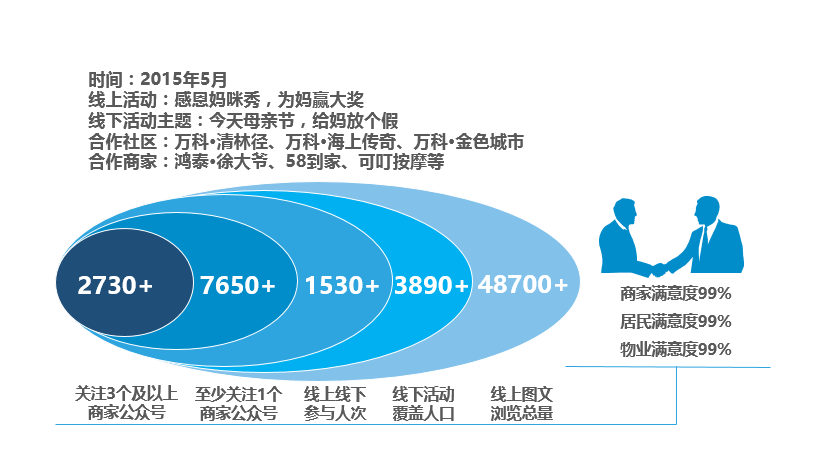 时间：2015年5月
线上活动：感恩妈咪秀，为妈赢大奖
线下活动主题：今天母亲节，给妈放个假
合作社区：万科•清林径、万科•海上传奇、万科•金色城市
合作商家：鸿泰•徐大爷、58到家、可叮按摩等
2730+
7650+
1530+
3890+
48700+
商家满意度99%
居民满意度99%
物业满意度99%
关注3个及以上
商家公众号
至少关注1个
商家公众号
线上线下
参与人次
线下活动
覆盖人口
线上图文
浏览总量